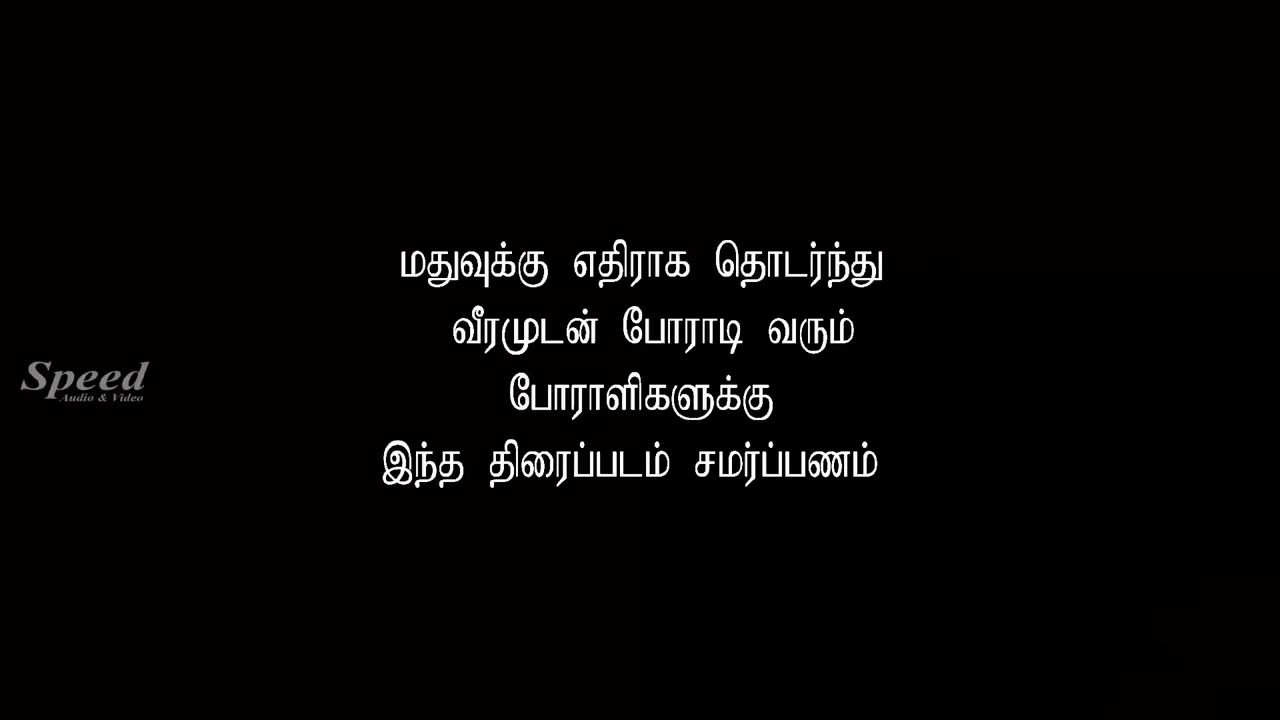 மதுவுக்கு எதிராக தொடர்ந்து
வீரமுடன் போராடி வரும்
போராளிகளுக்கு
இந்த திரைப்படம் சமர்ப்பணம்
Speed
Audio & Video